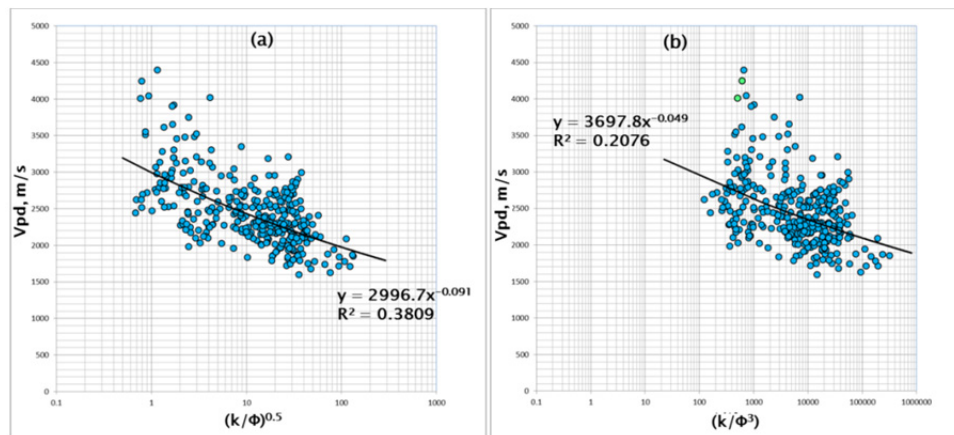 (a)
5000
4500
4000
3500
3000
2500
2000
1500
1000
500
0
Vpd, m/s
y = 2996.7x⁻⁰·⁰⁹¹
R² = 0.3809
0.1 1 10 100 1000
(k/Φ)⁰·⁵
(b)
5000
4500
4000
3500
3000
2500
2000
1500
1000
500
0
Vpd, m/s
y = 3697.8x⁻⁰·⁰⁴⁹
R² = 0.2076
0.1 1 10 100 1000 10000 100000 1000000
(k/Φ³)